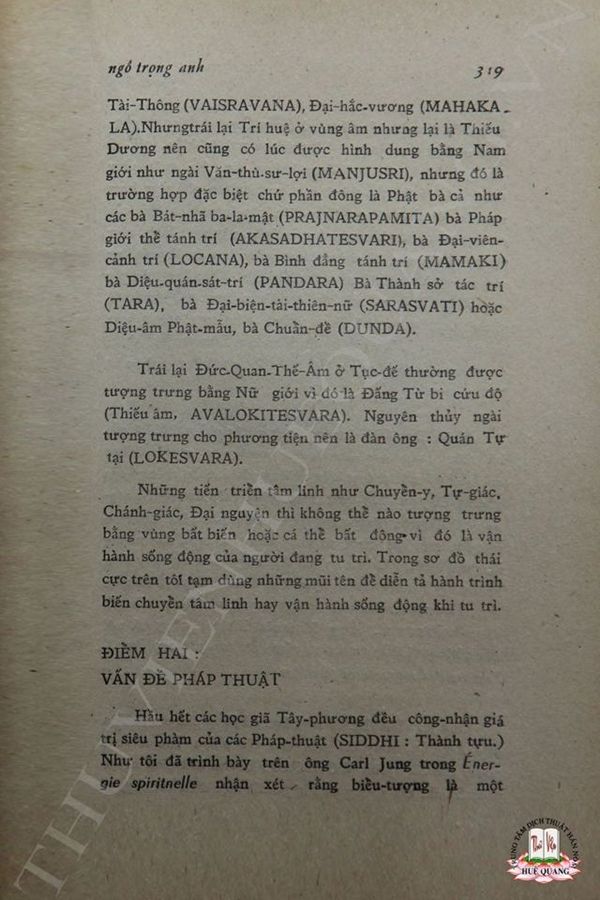 ngô trọng anh 319
Tài-Thông (VAISRAVANA), Đại-hắc-vương (MAHAKA_
LA).Nhưngtrái lại Trí huệ ở vùng âm nhưng lại là Thiếu
Dương nên cũng có lúc được hình dung bằng Nam
giới như ngài Văn-thù-sư-lợi (MANJUSRI), nhưng đó là
trường hợp đặc biệt chứ phần đông là Phật bà cả như
các bà Bát-nhã ba-la-mật (PRAJNARAPAMITA) bà Pháp
giới thể tánh trí (AKASADHATESVARI), bà Đại-viên-
cảnh trí (LOCANA), bà Bình đẳng tánh trí (MAMAKI)
bà Diệu-quán-sát-trí (PANDARA) Bà Thành sở tác trí
(TARA), bà Đại-biện-tài-thiên-nữ (SARASVATI) hoặc
Diệu-âm Phật-mẫu, bà Chuẩn-đề (DUNDA).
Trái lại Đức-Quan-Thế-Âm ở Tục-đế thường được
tượng trưng bằng Nữ giới vì đó là Đấng Từ bi cứu độ
(Thiếu âm, AVALOKITESVARA). Nguyên thủy ngài
tượng trưng cho phương tiện nên là đàn ông : Quán Tự
tại (LOKESVARA).
Những tiến triển tâm linh như Chuyển-y, Tự-giác,
Chánh-giác, Đại nguyện thì không thể nào tượng trưng
bằng vùng bất biến hoặc cá thể bất động vì đó là vận
hành sống động của người đang tu trì. Trong sơ đồ thái
cực trên tôi tạm dùng những mũi tên để diễn tả hành trình
biến chuyển tâm linh hay vận hành sống động khi tu trì.
ĐIỂM HAI :
VẤN ĐỀ PHÁP THUẬT
Hầu hết các học giã Tây-phương đều công-nhận giá
trị siêu phàm của các Pháp-thuật (SIDDHI : Thành tựu.)
Như tôi đã trình bày trên ông Carl Jung trong Éner-
gie spiritnelle nhận xét rằng biểu-tượng là một
TRUNG TÂM DỊCH THUẬT HÁN NÔM
HUỆ QUANG